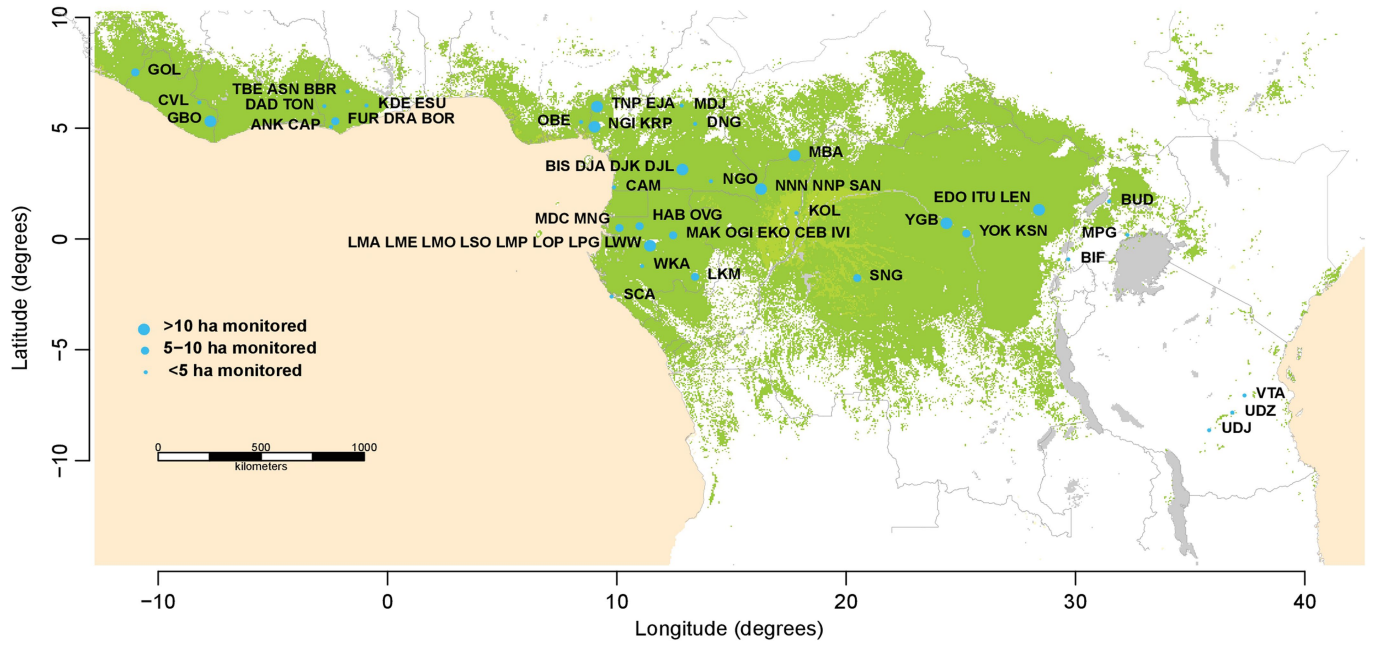 10
5
0
−5
−10
Latitude (degrees)
GOL
TBE ASN BBR
CVL
DAD TON
KDE ESU
GBO
ANK CAP
FUR DRA BOR
OBE
TNP EJA
MDJ
NGI KRP
DNG
BIS DJA DJK DJL
MBA
CAM
NGO
NNN NNP SAN
EDO ITU LEN
BUD
MDC MNG
HAB OVG
KOL
YGB
YOK KSN
MPG
LMA LME LMO LSO LMP LOP LPG LWW
MAK OGI EKO CEB IVI
WKA
LKM
SNG
BIF
SCA
>10 ha monitored
5−10 ha monitored
<5 ha monitored
VTA
UDZ
UDJ
0 500 1000
kilometers
−10 0 10 20 30 40
Longitude (degrees)